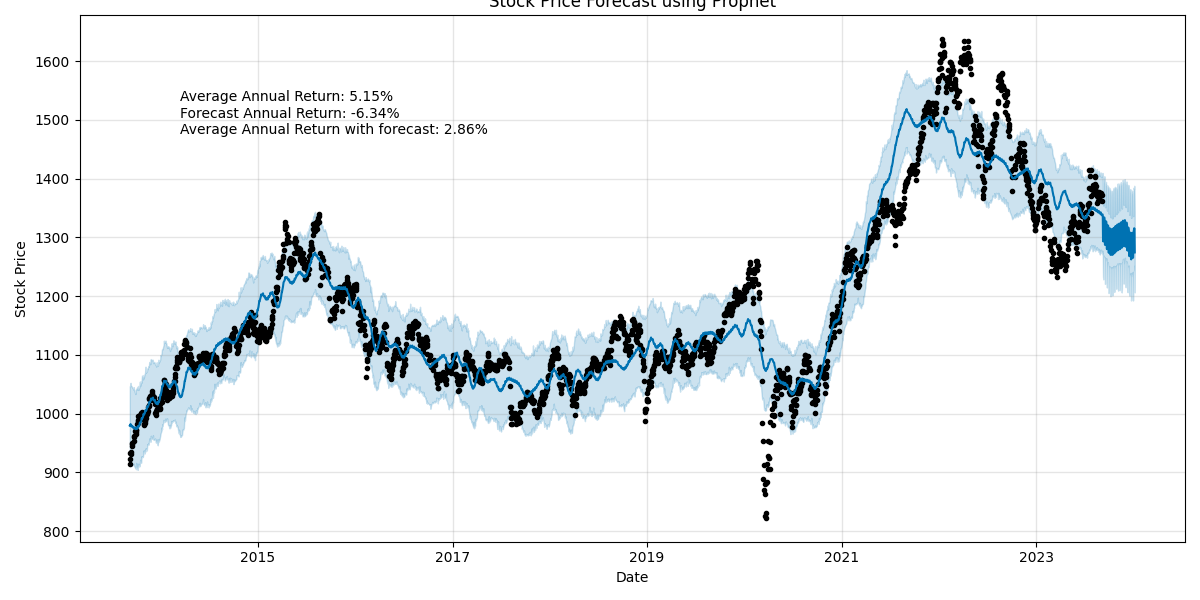 Stock Price Forecast using Prophet
Average Annual Return: 5.15%
Forecast Annual Return: -6.34%
Average Annual Return with forecast: 2.86%
Stock Price
1600
1500
1400
1300
1200
1100
1000
900
800
2015 2017 2019 2021 2023
Date